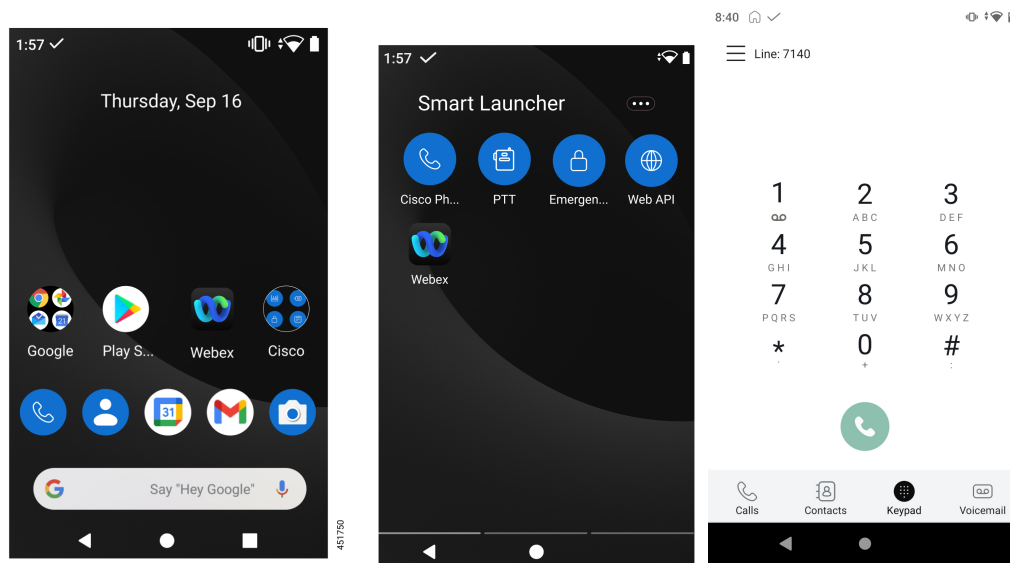 1:57
Thursday, Sep 16
31
Google
Play S...
Webex
Cisco
31
Say "Hey Google"
451750
1:57
Smart Launcher
Cisco Ph...
PTT
Emergen...
Web API
Webex
8:40
Line: 7140
1 2 3
ABC DEF
4 5 6
GHI JKL MNO
7 8 9
PQRS TUV WXYZ
* 0 #
+ :
Calls
Contacts
Keypad
Voicemail